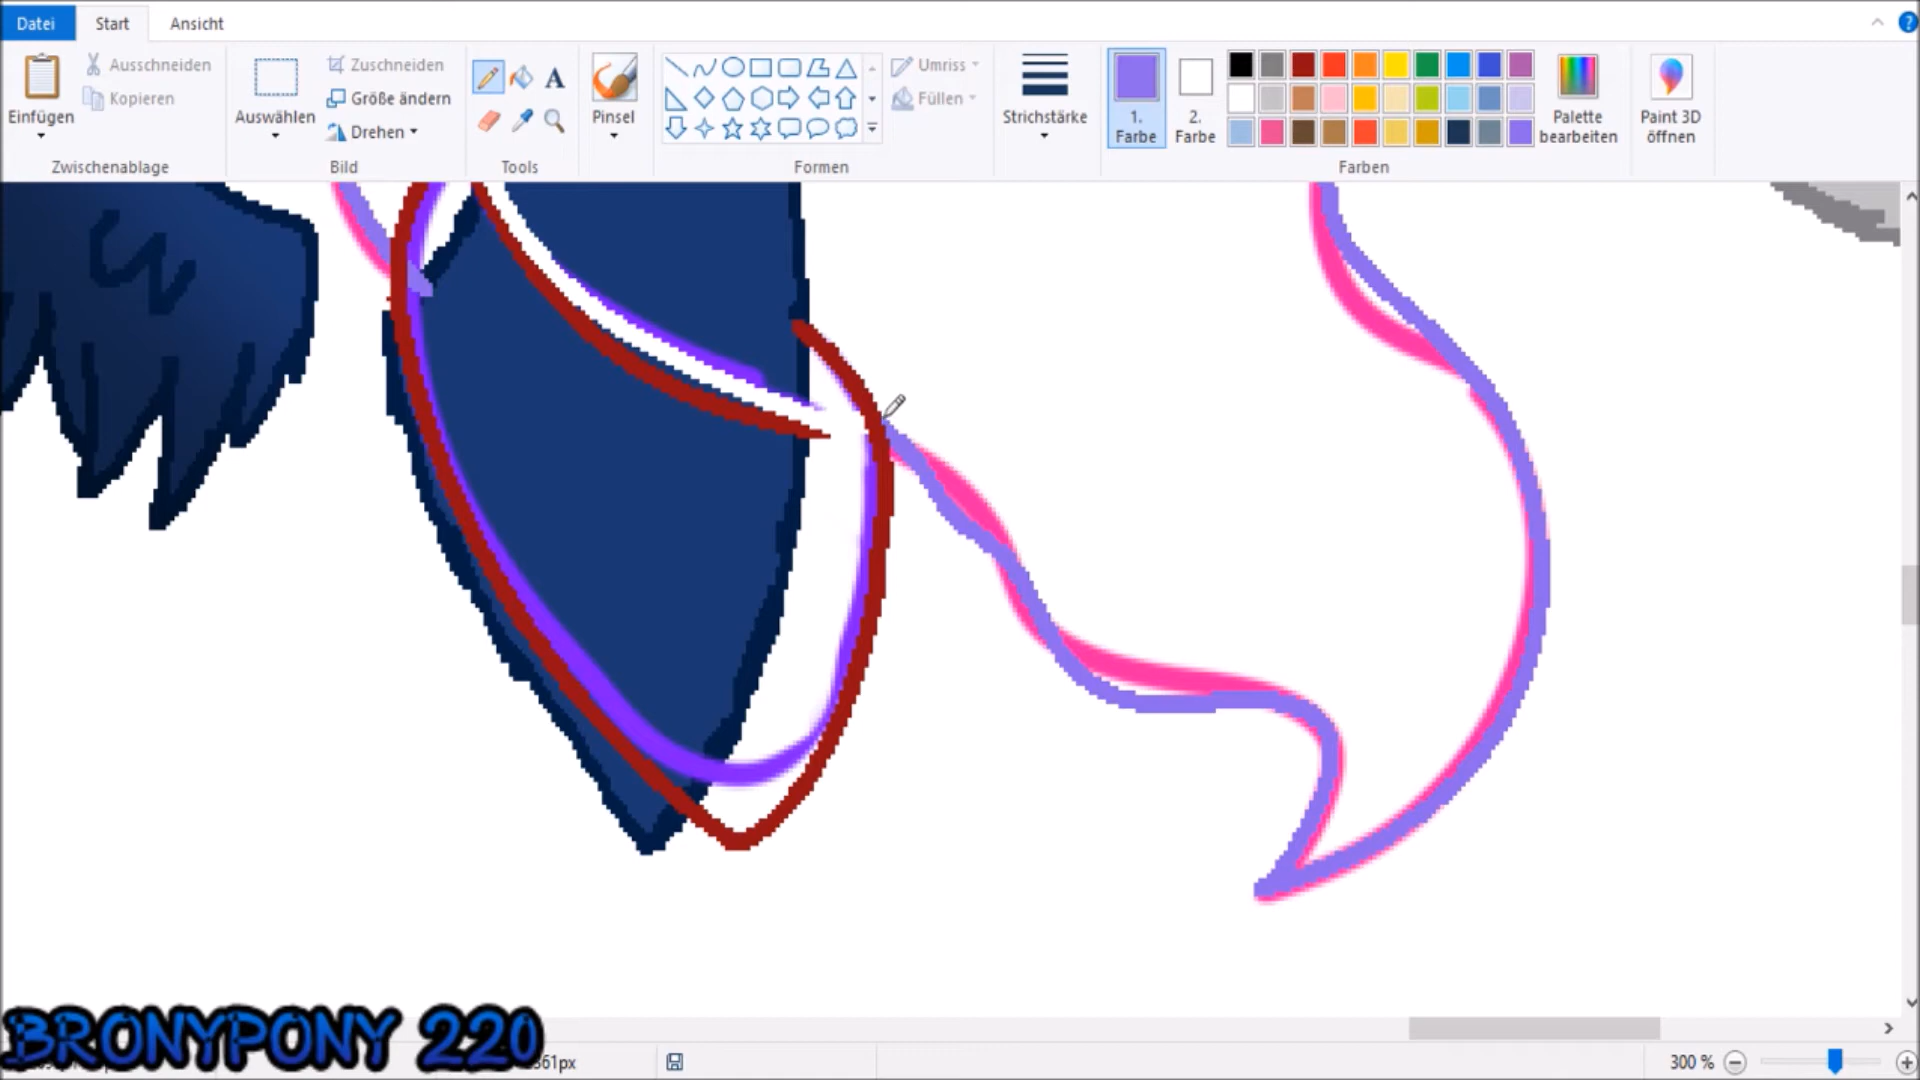 Datei Start Ansicht
Ausschneiden
Kopieren
Einfügen
Zwischenablage
Auswählen
Zuschneiden
Größe ändern
Drehen
Bild
A
Tools
Pinsel
Formen
Umriss
Füllen
Strichstärke
1.
Farbe
2.
Farbe
Farben
Palette
bearbeiten
Paint 3D
öffnen
BRONYPONY 220
361px
300 %